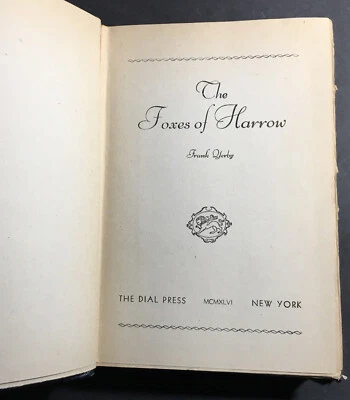 The
Foxes of Harrow
Frank Yerby
THE DIAL PRESS MCMXLVI NEW YORK